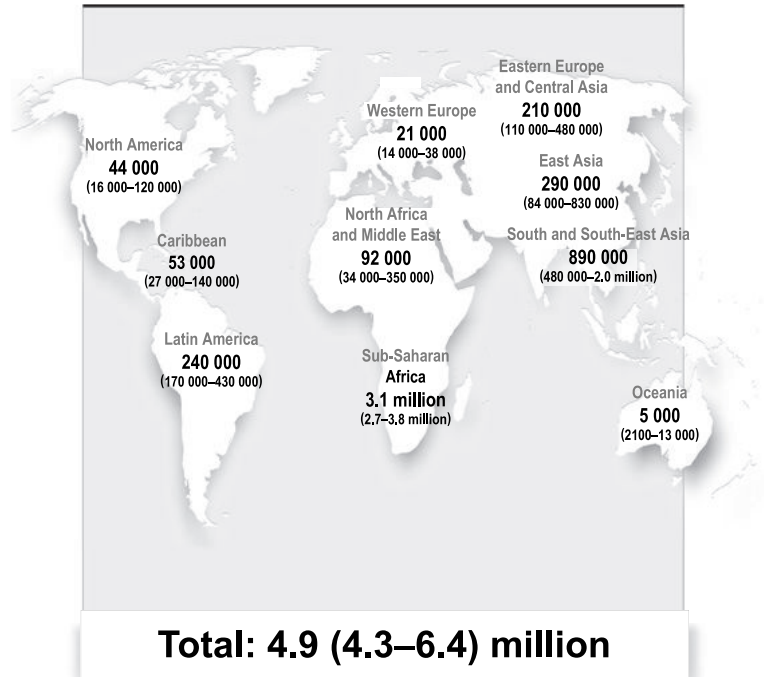 Eastern Europe
and Central Asia
210 000
(110 000–480 000)
Western Europe
21 000
(14 000–38 000)
North America
44 000
(16 000–120 000)
East Asia
290 000
(84 000–830 000)
North Africa
and Middle East
92 000
(34 000–350 000)
South and South-East Asia
890 000
(480 000–2.0 million)
Caribbean
53 000
(27 000–140 000)
Latin America
240 000
(170 000–430 000)
Sub-Saharan
Africa
3.1 million
(2.7–3.8 million)
Oceania
5 000
(2100–13 000)
Total: 4.9 (4.3–6.4) million